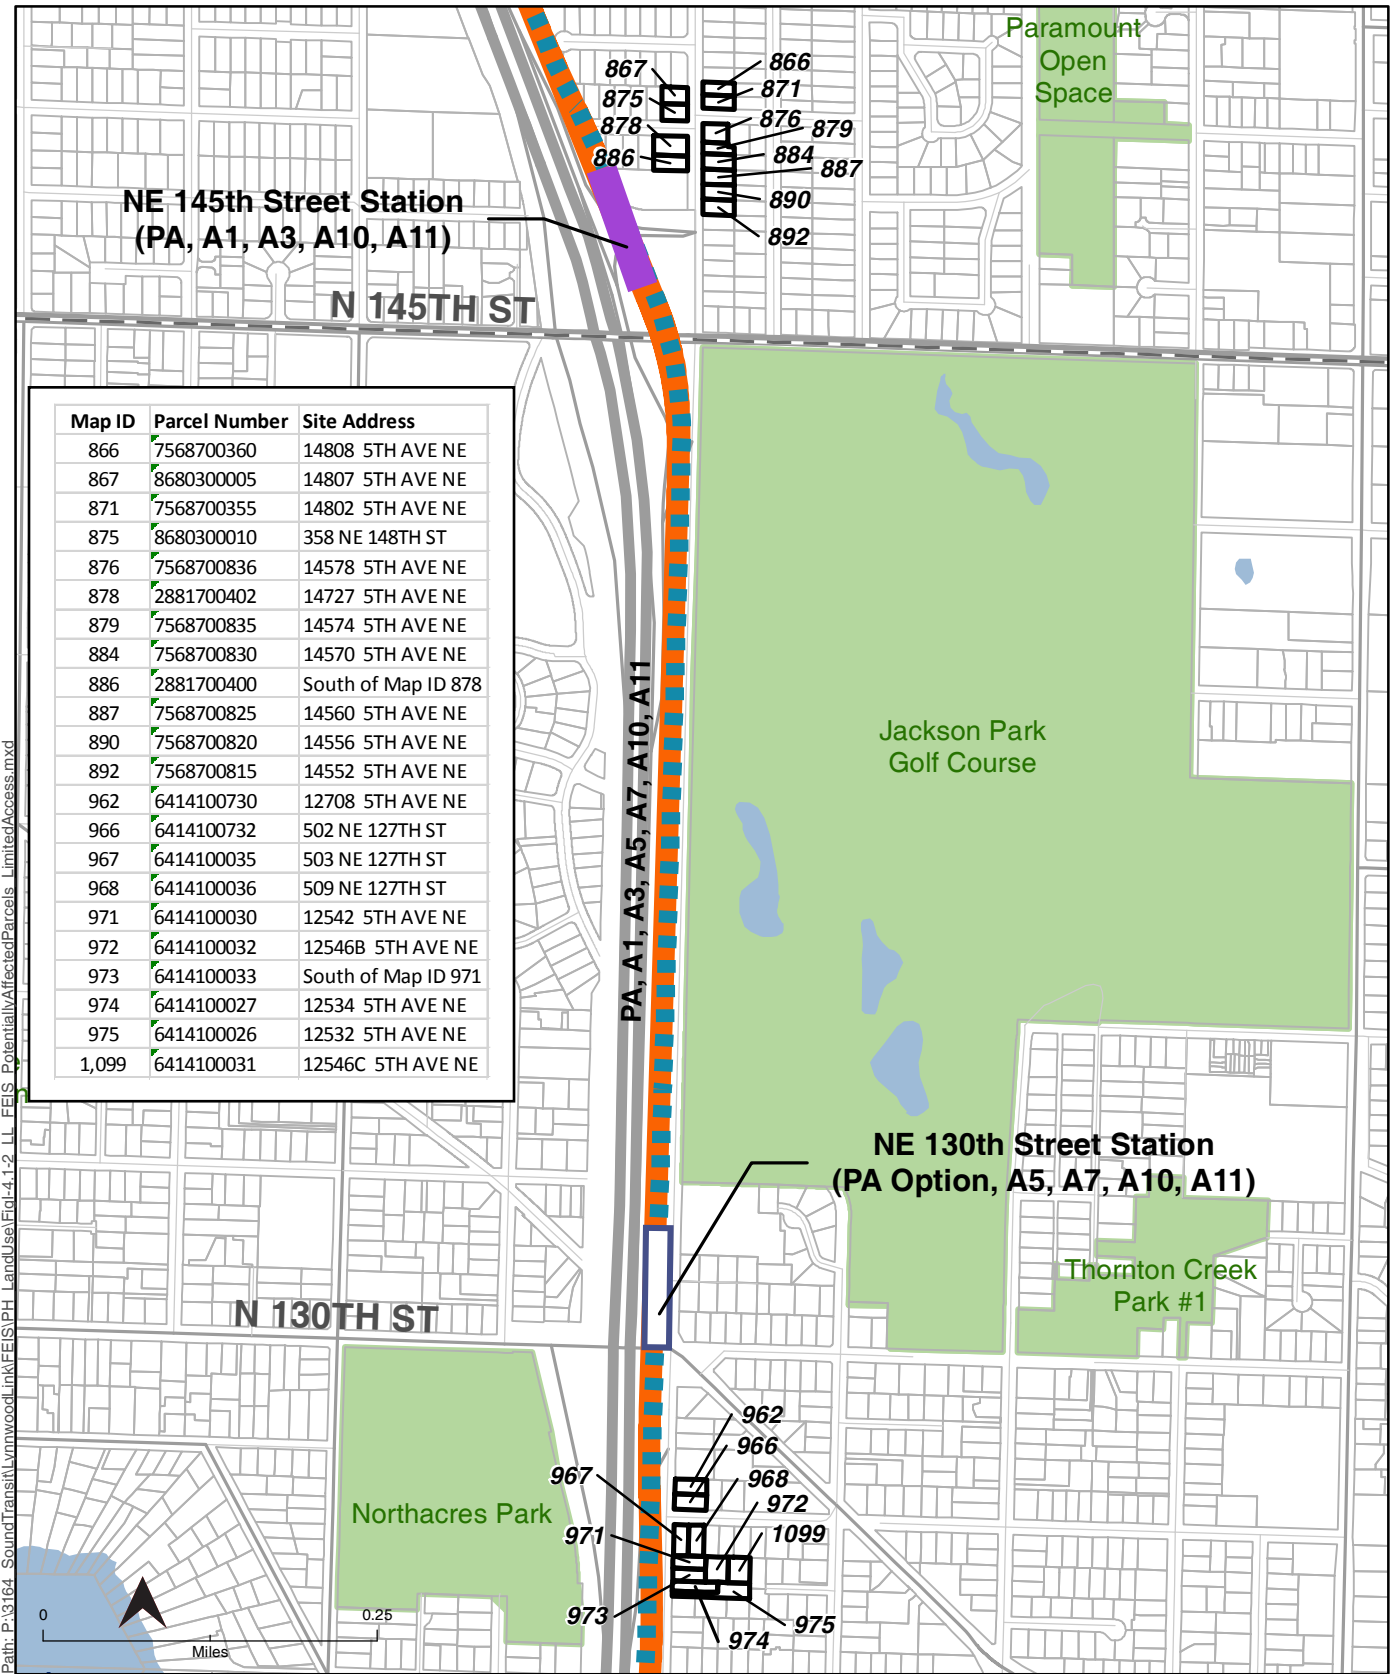 Paramount
Open
Space
867
866
875
871
878
876
879
886
884
887
890
892
NE 145th Street Station
(PA, A1, A3, A10, A11)
N 145TH ST
Map ID Parcel Number Site Address
866 7568700360 14808 5TH AVE NE
867 8680300005 14807 5TH AVE NE
871 7568700355 14802 5TH AVE NE
875 8680300010 358 NE 148TH ST
876 7568700836 14578 5TH AVE NE
878 2881700402 14727 5TH AVE NE
879 7568700835 14574 5TH AVE NE
884 7568700830 14570 5TH AVE NE
886 2881700400 South of Map ID 878
887 7568700825 14560 5TH AVE NE
890 7568700820 14556 5TH AVE NE
892 7568700815 14552 5TH AVE NE
962 6414100730 12708 5TH AVE NE
966 6414100732 502 NE 127TH ST
967 6414100035 503 NE 127TH ST
968 6414100036 509 NE 127TH ST
971 6414100030 12542 5TH AVE NE
972 6414100032 12546B 5TH AVE NE
973 6414100033 South of Map ID 971
974 6414100027 12534 5TH AVE NE
975 6414100026 12532 5TH AVE NE
1,099 6414100031 12546C 5TH AVE NE
PA, A1, A3, A5, A7, A10, A11
Jackson Park
Golf Course
NE 130th Street Station
(PA Option, A5, A7, A10, A11)
Thornton Creek
Park #1
N 130TH ST
Northacres Park
962
966
967
968
972
971
1099
973
975
974
0 0.25
Miles
Path: P:\3164_SoundTransit\LynnwoodLink\FEIS\PH_LandUse\FigI-4.1-2_LL_FEIS_PotentiallyAffectedParcels_LimitedAccess.mxd